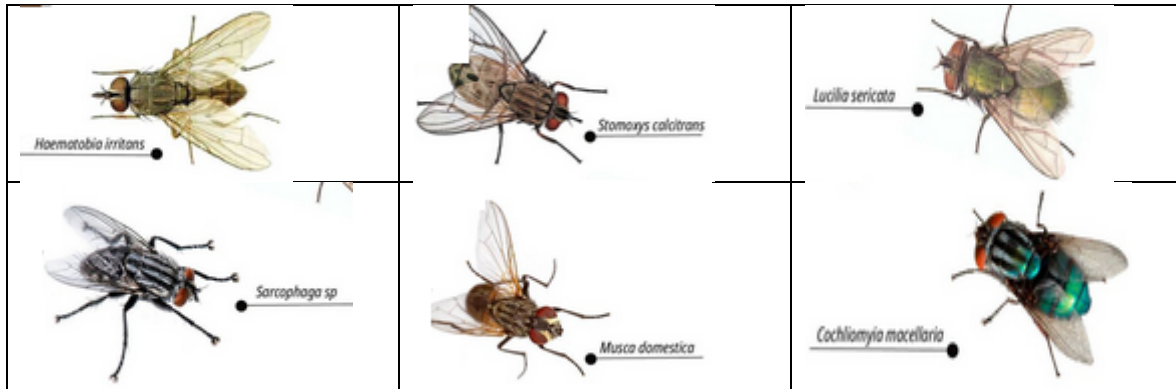 Haematobia irritans
Stomoxys calcitrans
Lucilia sericata
Sarcophaga sp
Musca domestica
Cochliomyia macellaria